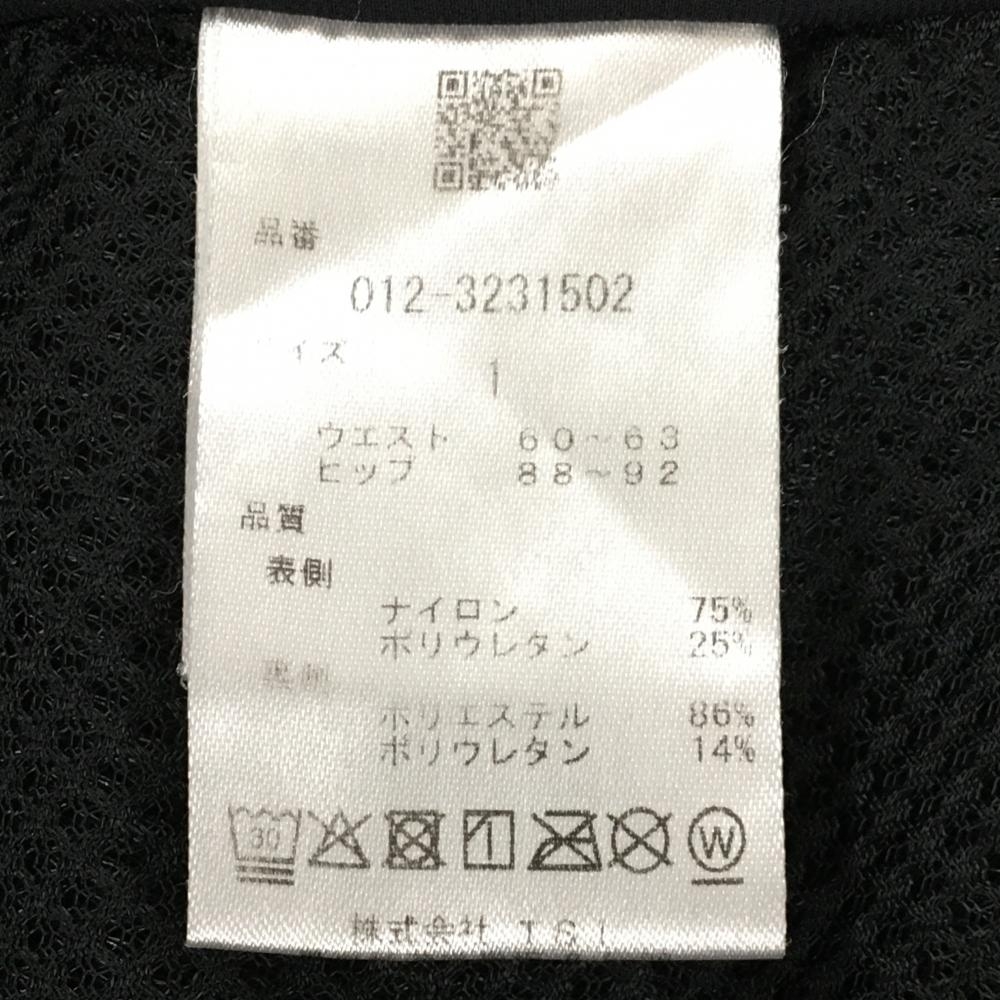 品番
012-3231502
イズ
1
ウエスト 60~63
ヒップ 88~92
品質
表側
ナイロン 75%
ポリウレタン 25%
ポリエステル 86%
ポリウレタン 14%
30
W
株式会社 TSI